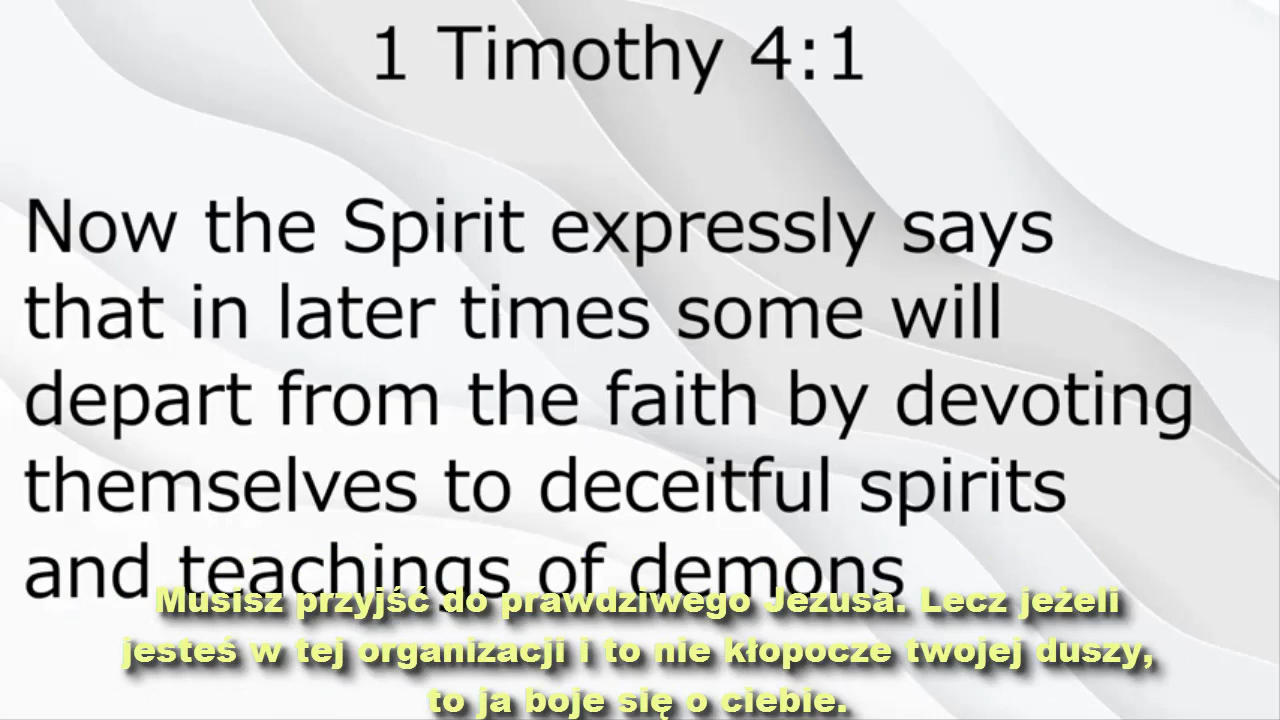 1 Timothy 4:1
Now the Spirit expressly says
that in later times some will
depart from the faith by devoting
themselves to deceitful spirits
and teachings of demons
Musisz przyjść do prawdziwego Jezusa. Lecz jeżeli
jesteś w tej organizacji i to nie kłopocze twojej duszy,
to ja boje się o ciebie.